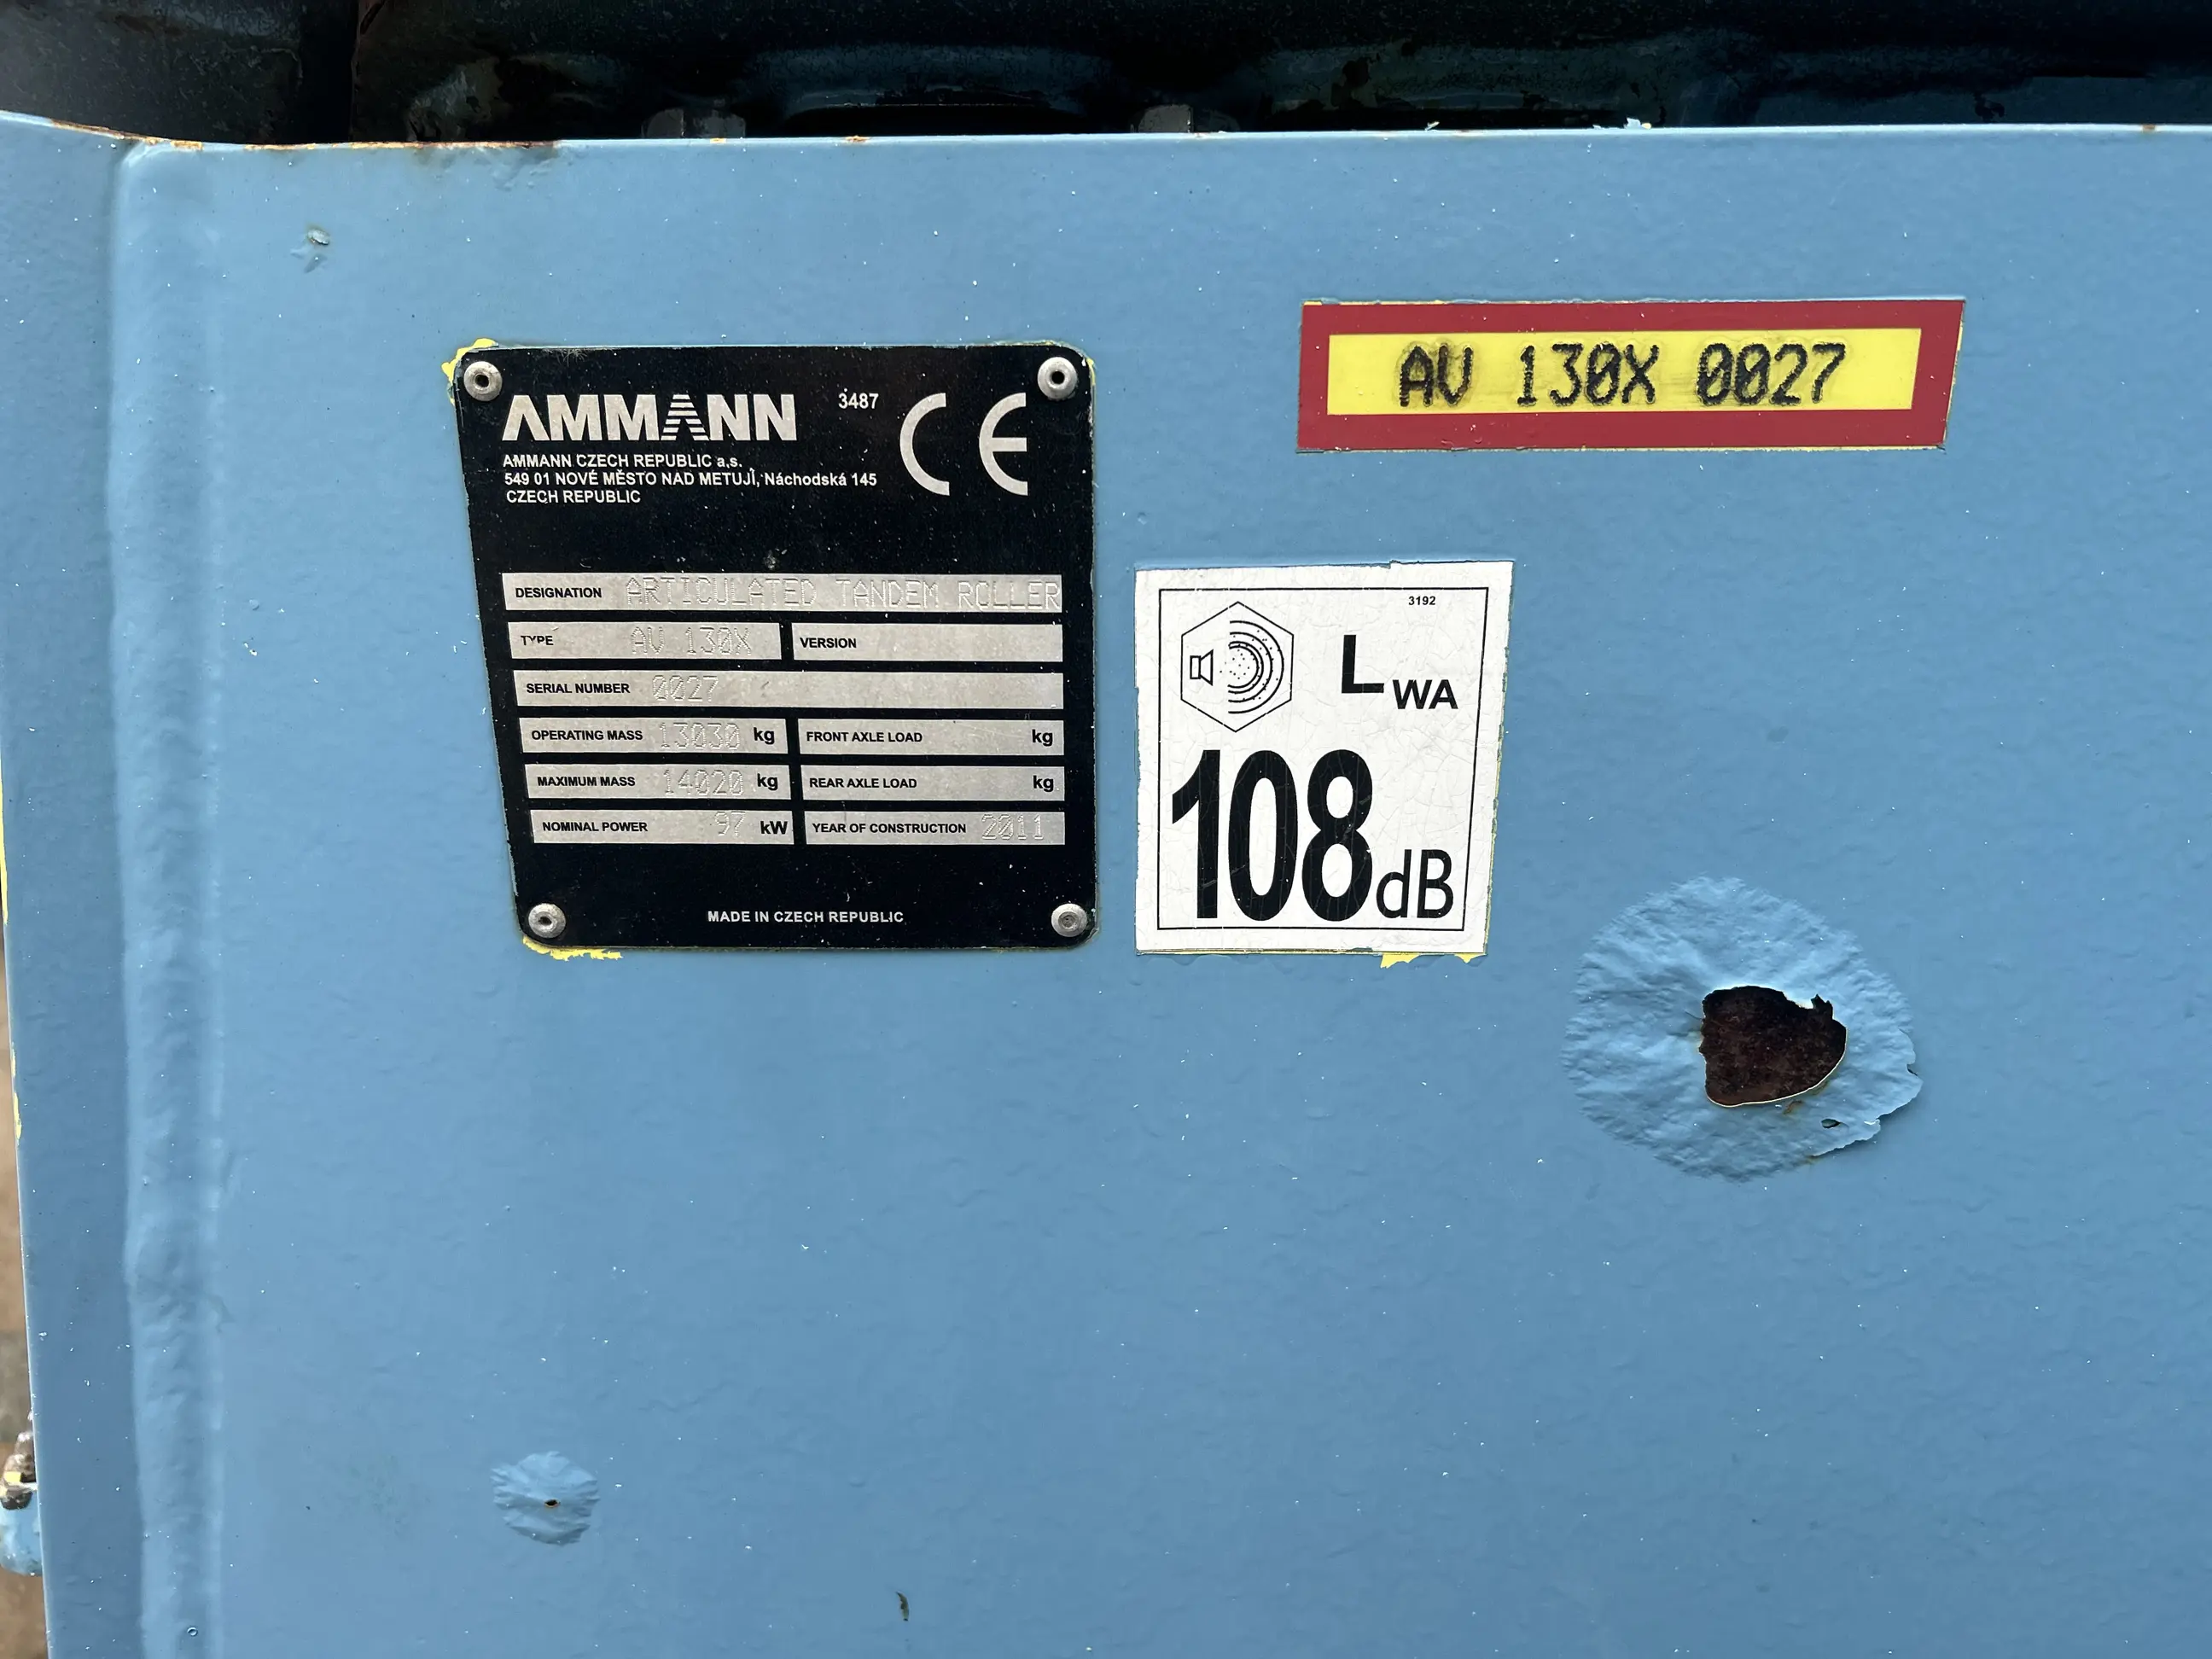 AMMANN 3487 CE
AMMANN CZECH REPUBLIC a.s.
549 01 NOVÉ MĚSTO NAD METUJÍ, Náchodská 145
CZECH REPUBLIC
DESIGNATION ARTICULATED TANDEM ROLLER
TYPE AV 130X VERSION
SERIAL NUMBER 0027
OPERATING MASS 13030 kg FRONT AXLE LOAD kg
MAXIMUM MASS 14020 kg REAR AXLE LOAD kg
NOMINAL POWER 97 kW YEAR OF CONSTRUCTION 2011
MADE IN CZECH REPUBLIC
AV 130X 0027
3192
LWA
108 dB